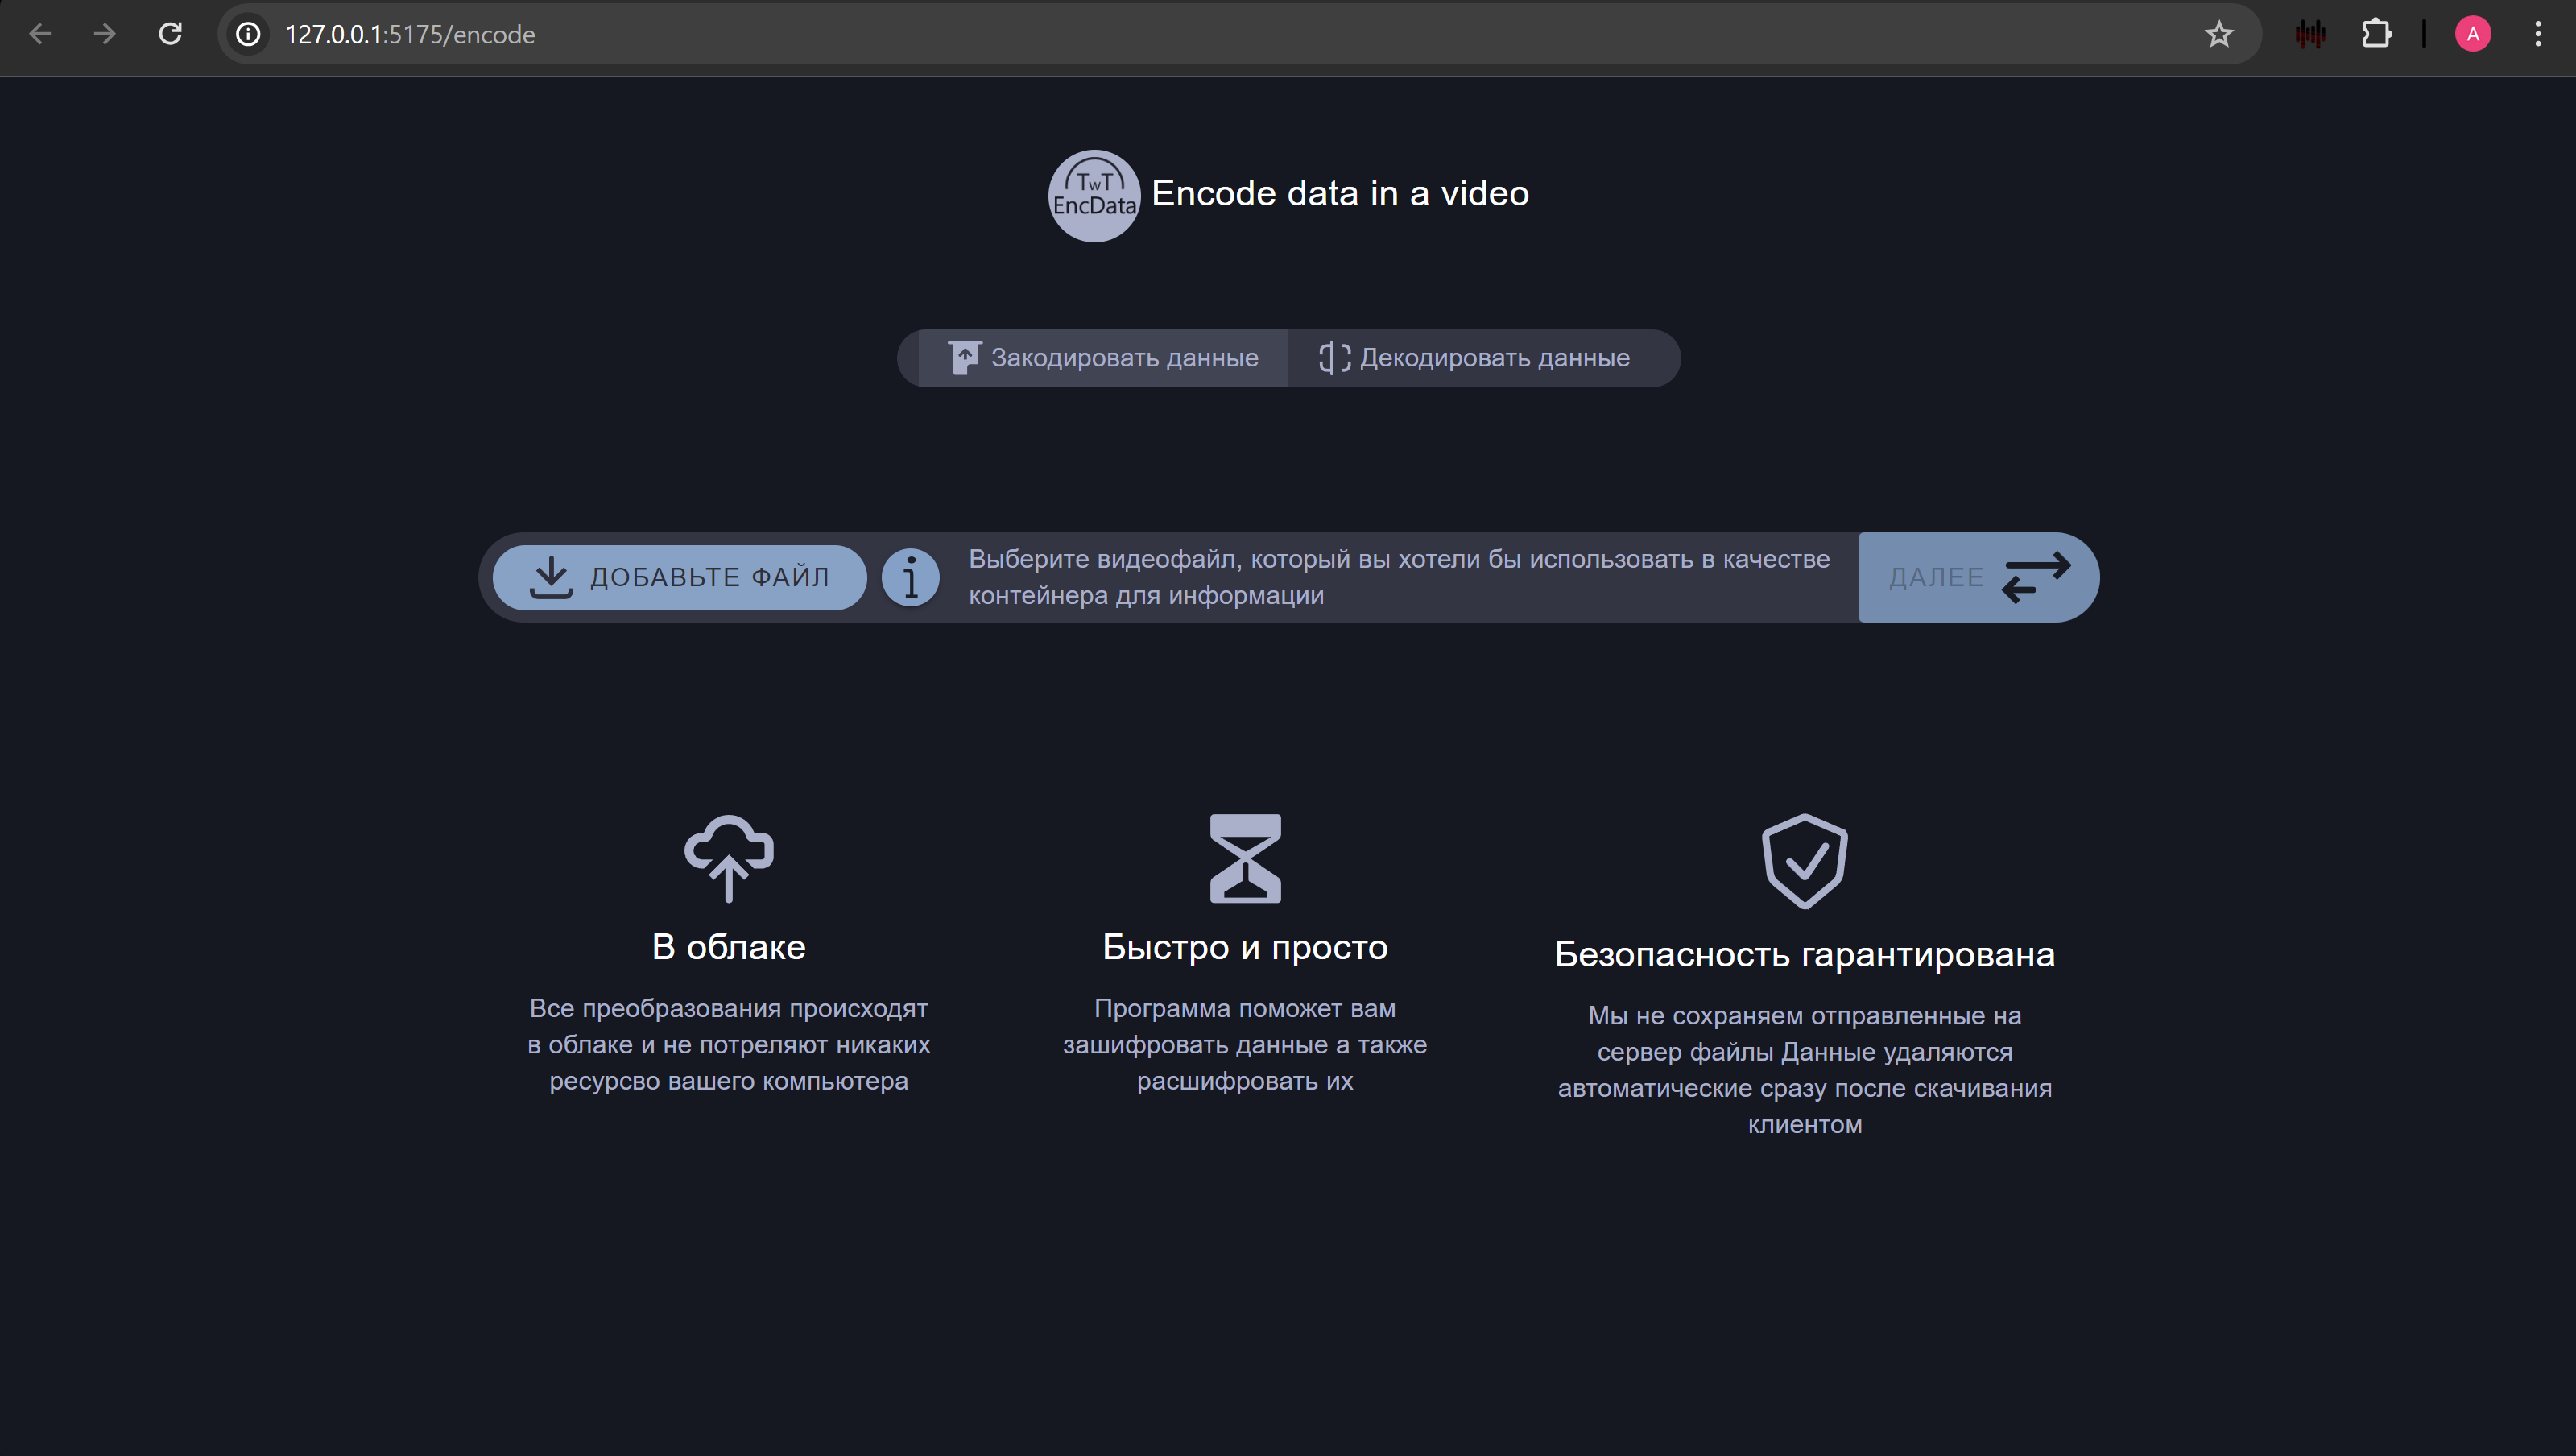 127.0.0.1:5175/encode
A
TwT
EncData
Encode data in a video
Закодировать данные
Декодировать данные
ДОБАВЬТЕ ФАЙЛ
Выберите видеофайл, который вы хотели бы использовать в качестве
контейнера для информации
ДАЛЕЕ
В облаке
Все преобразования происходят
в облаке и не потреляют никаких
ресурсво вашего компьютера
Быстро и просто
Программа поможет вам
зашифровать данные а также
расшифровать их
Безопасность гарантирована
Мы не сохраняем отправленные на
сервер файлы Данные удаляются
автоматические сразу после скачивания
клиентом